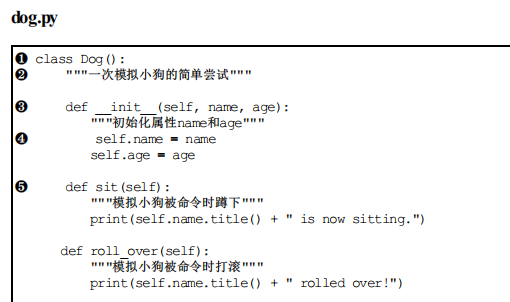 dog.py
❶ class Dog():
❷ """一次模拟小狗的简单尝试"""
❸ def __init__(self, name, age):
"""初始化属性name和age"""
❹ self.name = name
self.age = age
❺ def sit(self):
"""模拟小狗被命令时蹲下"""
print(self.name.title() + " is now sitting.")
def roll_over(self):
"""模拟小狗被命令时打滚"""
print(self.name.title() + " rolled over!")